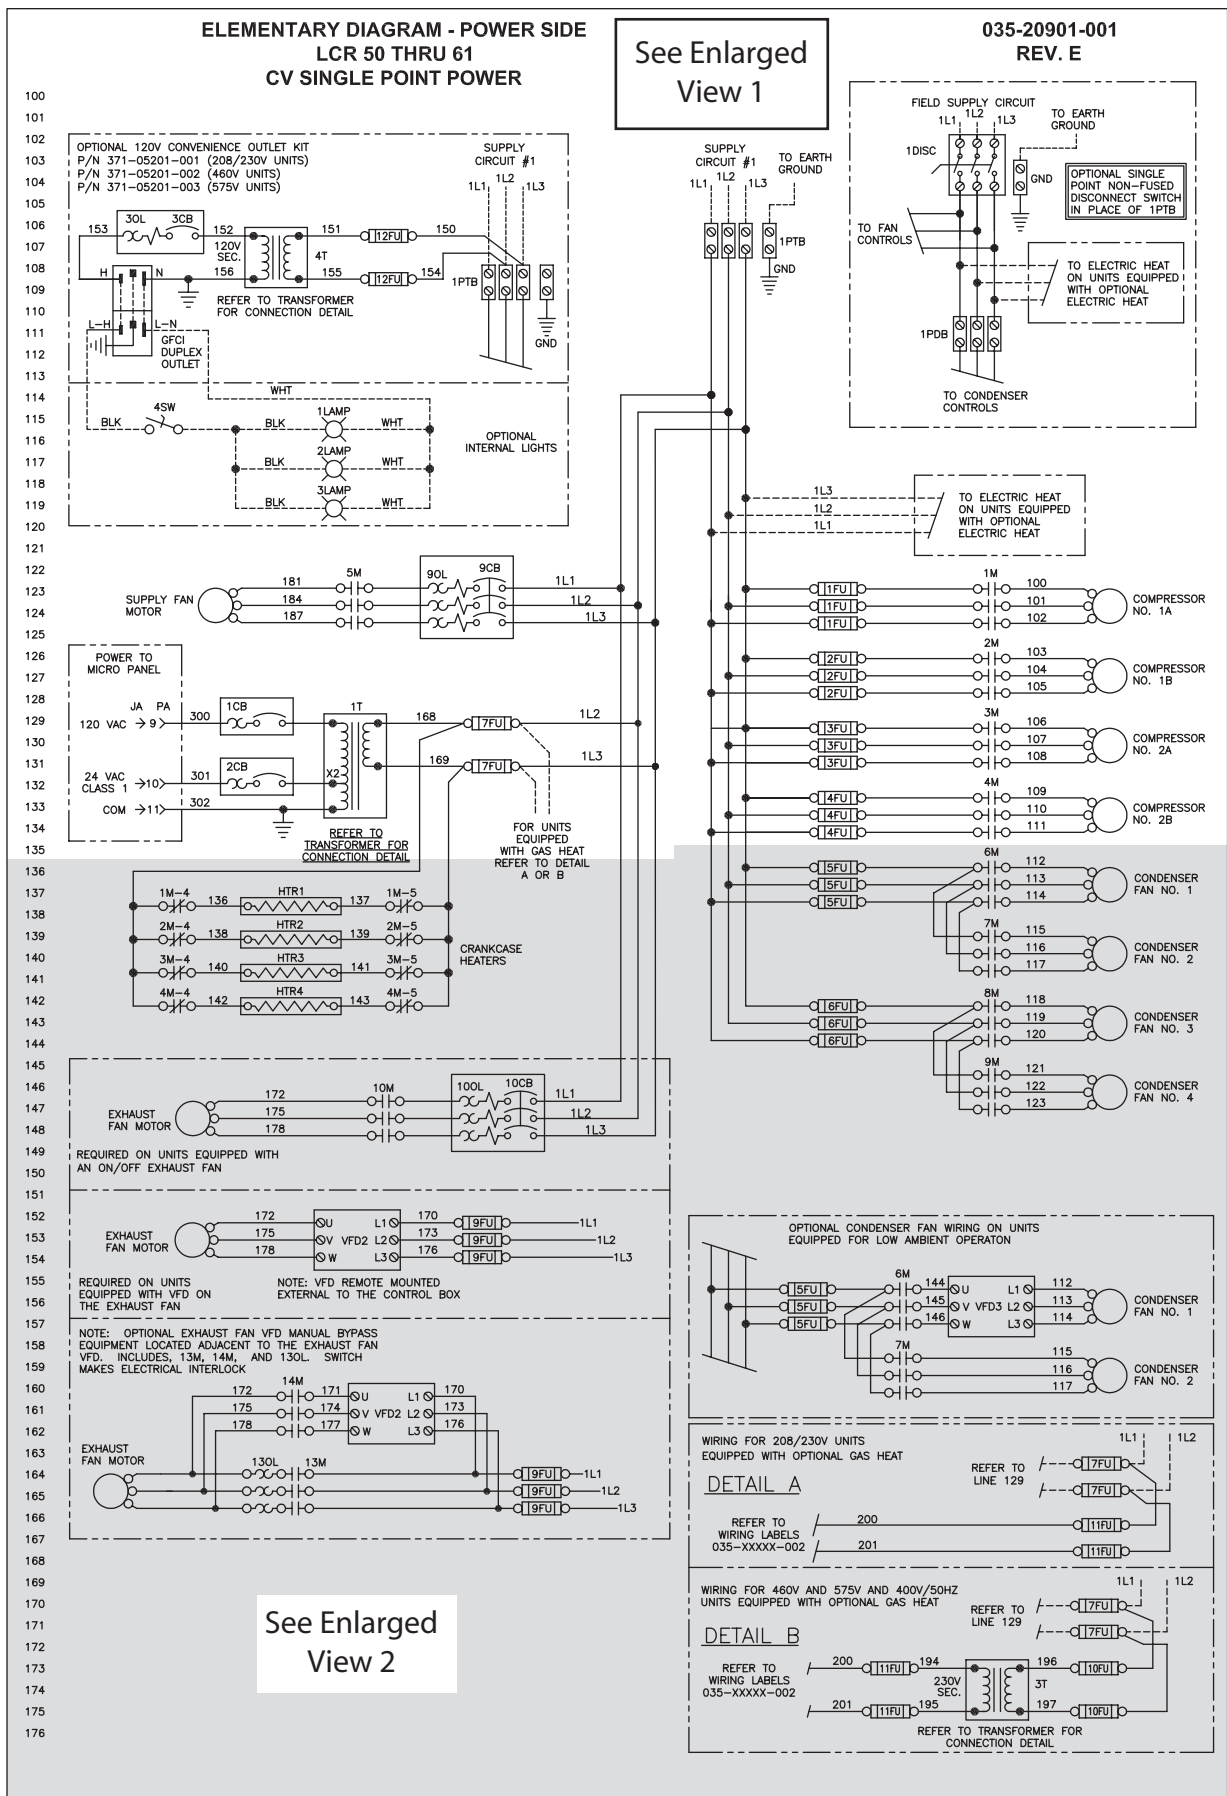 ELEMENTARY DIAGRAM - POWER SIDE
LCR 50 THRU 61
CV SINGLE POINT POWER
See Enlarged
View 1
035-20901-001
REV. E
100
101
102
103
104
105
106
107
108
109
110
111
112
113
114
115
116
117
118
119
120
121
122
123
124
125
126
127
128
129
130
131
132
133
134
135
136
137
138
139
140
141
142
143
144
145
146
147
148
149
150
151
152
153
154
155
156
157
158
159
160
161
162
163
164
165
166
167
168
169
170
171
172
173
174
175
176
OPTIONAL 120V CONVENIENCE OUTLET KIT
P/N 371-05201-001 (208/230V UNITS)
P/N 371-05201-002 (460V UNITS)
P/N 371-05201-003 (575V UNITS)
SUPPLY
CIRCUIT #1
1L1 1L2 1L3
153 3OL 3CB 152 151 12FU 150
120V
SEC.
4T
H N 156 155 12FU 154
1PTB
REFER TO TRANSFORMER
FOR CONNECTION DETAIL
L-H L-N
GFCI
DUPLEX
OUTLET
GND
WHT
4SW
BLK BLK 1LAMP WHT
BLK 2LAMP WHT
BLK 3LAMP WHT
OPTIONAL
INTERNAL LIGHTS
SUPPLY
CIRCUIT #1
TO EARTH
GROUND
1L1 1L2 1L3
1PTB
GND
FIELD SUPPLY CIRCUIT
1L1 1L2 1L3
TO EARTH
GROUND
1DISC
GND
OPTIONAL SINGLE
POINT NON-FUSED
DISCONNECT SWITCH
IN PLACE OF 1PTB
TO FAN
CONTROLS
TO ELECTRIC HEAT
ON UNITS EQUIPPED
WITH OPTIONAL
ELECTRIC HEAT
1PDB
TO CONDENSER
CONTROLS
1L3
1L2
1L1
TO ELECTRIC HEAT
ON UNITS EQUIPPED
WITH OPTIONAL
ELECTRIC HEAT
SUPPLY FAN
MOTOR
181 5M 9OL 9CB 1L1
184 1L2
187 1L3
POWER TO
MICRO PANEL
JA PA
120 VAC 9 300 1CB 1T 168 7FU 1L2
24 VAC
CLASS 1
10 301 2CB X2 169 7FU 1L3
COM 11 302
REFER TO
TRANSFORMER FOR
CONNECTION DETAIL
FOR UNITS
EQUIPPED
WITH GAS HEAT
REFER TO DETAIL
A OR B
1M-4 136 HTR1 137 1M-5
2M-4 138 HTR2 139 2M-5
3M-4 140 HTR3 141 3M-5
4M-4 142 HTR4 143 4M-5
CRANKCASE
HEATERS
1FU 1M 100
1FU 101
1FU 102
COMPRESSOR
NO. 1A
2FU 2M 103
2FU 104
2FU 105
COMPRESSOR
NO. 1B
3FU 3M 106
3FU 107
3FU 108
COMPRESSOR
NO. 2A
4FU 4M 109
4FU 110
4FU 111
COMPRESSOR
NO. 2B
5FU 6M 112
5FU 113
5FU 114
CONDENSER
FAN NO. 1
7M 115
116
117
CONDENSER
FAN NO. 2
6FU 8M 118
6FU 119
6FU 120
CONDENSER
FAN NO. 3
9M 121
122
123
CONDENSER
FAN NO. 4
EXHAUST
FAN MOTOR
172 10M 10OL 10CB 1L1
175 1L2
178 1L3
REQUIRED ON UNITS EQUIPPED WITH
AN ON/OFF EXHAUST FAN
EXHAUST
FAN MOTOR
172 U L1 170 9FU 1L1
175 V VFD2 L2 173 9FU 1L2
178 W L3 176 9FU 1L3
REQUIRED ON UNITS
EQUIPPED WITH VFD ON
THE EXHAUST FAN
NOTE: VFD REMOTE MOUNTED
EXTERNAL TO THE CONTROL BOX
NOTE: OPTIONAL EXHAUST FAN VFD MANUAL BYPASS
EQUIPMENT LOCATED ADJACENT TO THE EXHAUST FAN
VFD. INCLUDES, 13M, 14M, AND 13OL. SWITCH
MAKES ELECTRICAL INTERLOCK
172 14M 171 U L1 170
175 174 V VFD2 L2 173
178 177 W L3 176
EXHAUST
FAN MOTOR
13OL 13M 9FU 1L1
9FU 1L2
9FU 1L3
See Enlarged
View 2
OPTIONAL CONDENSER FAN WIRING ON UNITS
EQUIPPED FOR LOW AMBIENT OPERATON
5FU 6M 144 U L1 112
5FU 145 V VFD3 L2 113
5FU 146 W L3 114
CONDENSER
FAN NO. 1
7M 115
116
117
CONDENSER
FAN NO. 2
WIRING FOR 208/230V UNITS
EQUIPPED WITH OPTIONAL GAS HEAT
DETAIL A
1L1 1L2
REFER TO
LINE 129
7FU
7FU
REFER TO
WIRING LABELS
035-XXXXX-002
200 11FU
201 11FU
WIRING FOR 460V AND 575V AND 400V/50HZ
UNITS EQUIPPED WITH OPTIONAL GAS HEAT
DETAIL B
1L1 1L2
REFER TO
LINE 129
7FU
7FU
REFER TO
WIRING LABELS
035-XXXXX-002
200 11FU 194 196 10FU
230V
SEC.
3T
201 11FU 195 197 10FU
REFER TO TRANSFORMER FOR
CONNECTION DETAIL